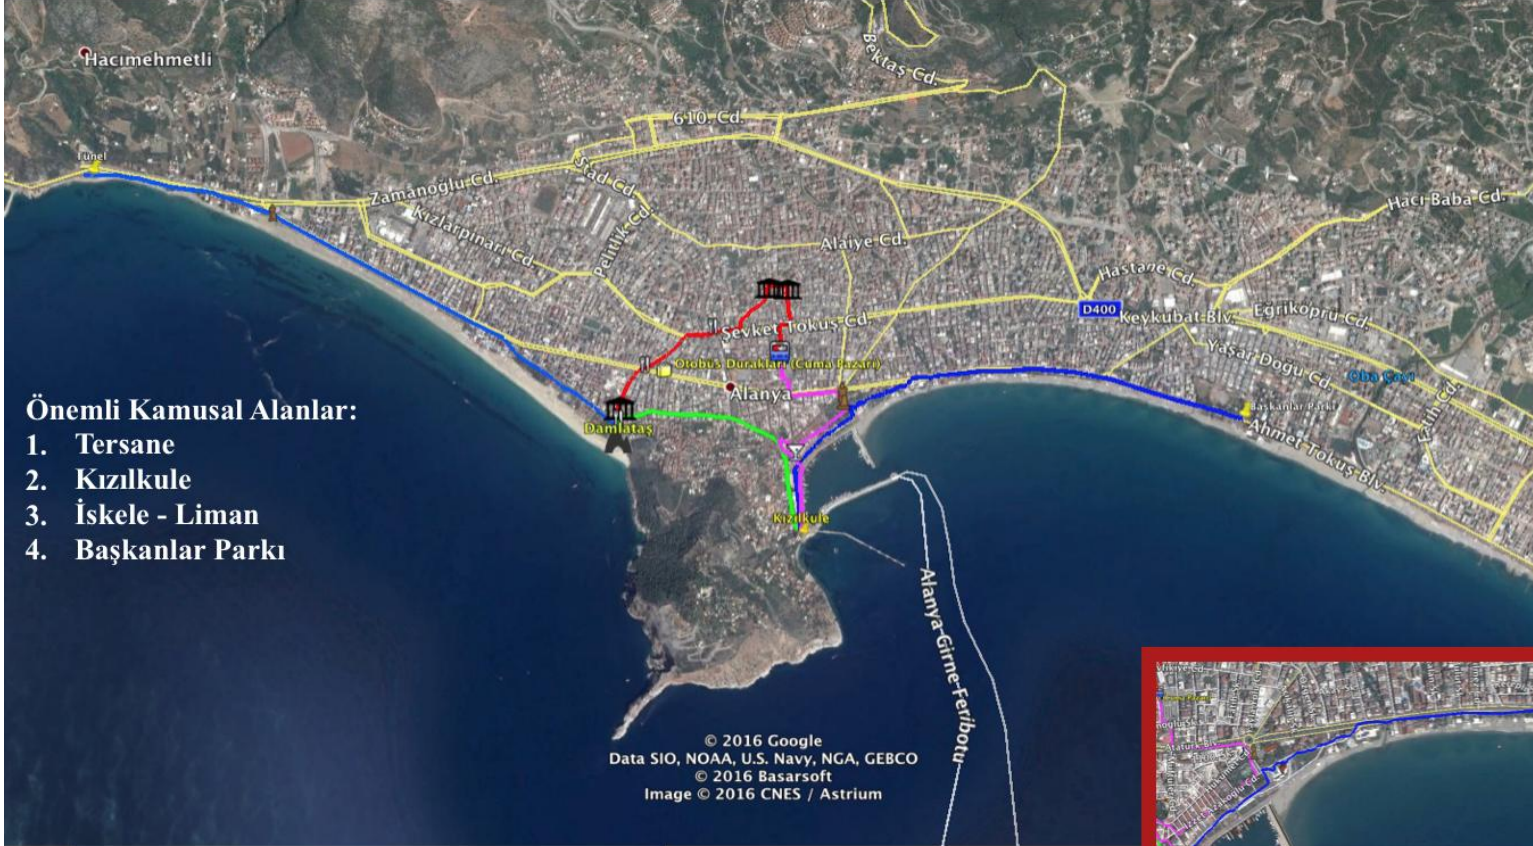 Bektaş Cd.
Hacımehmetli
610. Cd.
Tünel
Stad Cd.
Zamanoğlu Cd.
Hacı Baba Cd.
Kızlarpınarı Cd.
Pelitlik Cd.
Alaiye Cd.
Hastane Cd.
D400
Keykubat Blv.
Eğriköprü Cd.
Şevket Tokuş Cd.
Yaşar Doğu Cd.
Otobüs Durakları (Cuma Pazarı)
Oba Çayı
Alanya
Fatih Cd.
Başkanlar Parkı
Ahmet Tokuş Blv.
Damlataş
Önemli Kamusal Alanlar:
1. Tersane
2. Kızılkule
3. İskele - Liman
4. Başkanlar Parkı
Kızılkule
Alanya-Girne-Feribotu
© 2016 Google
Data SIO, NOAA, U.S. Navy, NGA, GEBCO
© 2016 Basarsoft
Image © 2016 CNES / Astrium